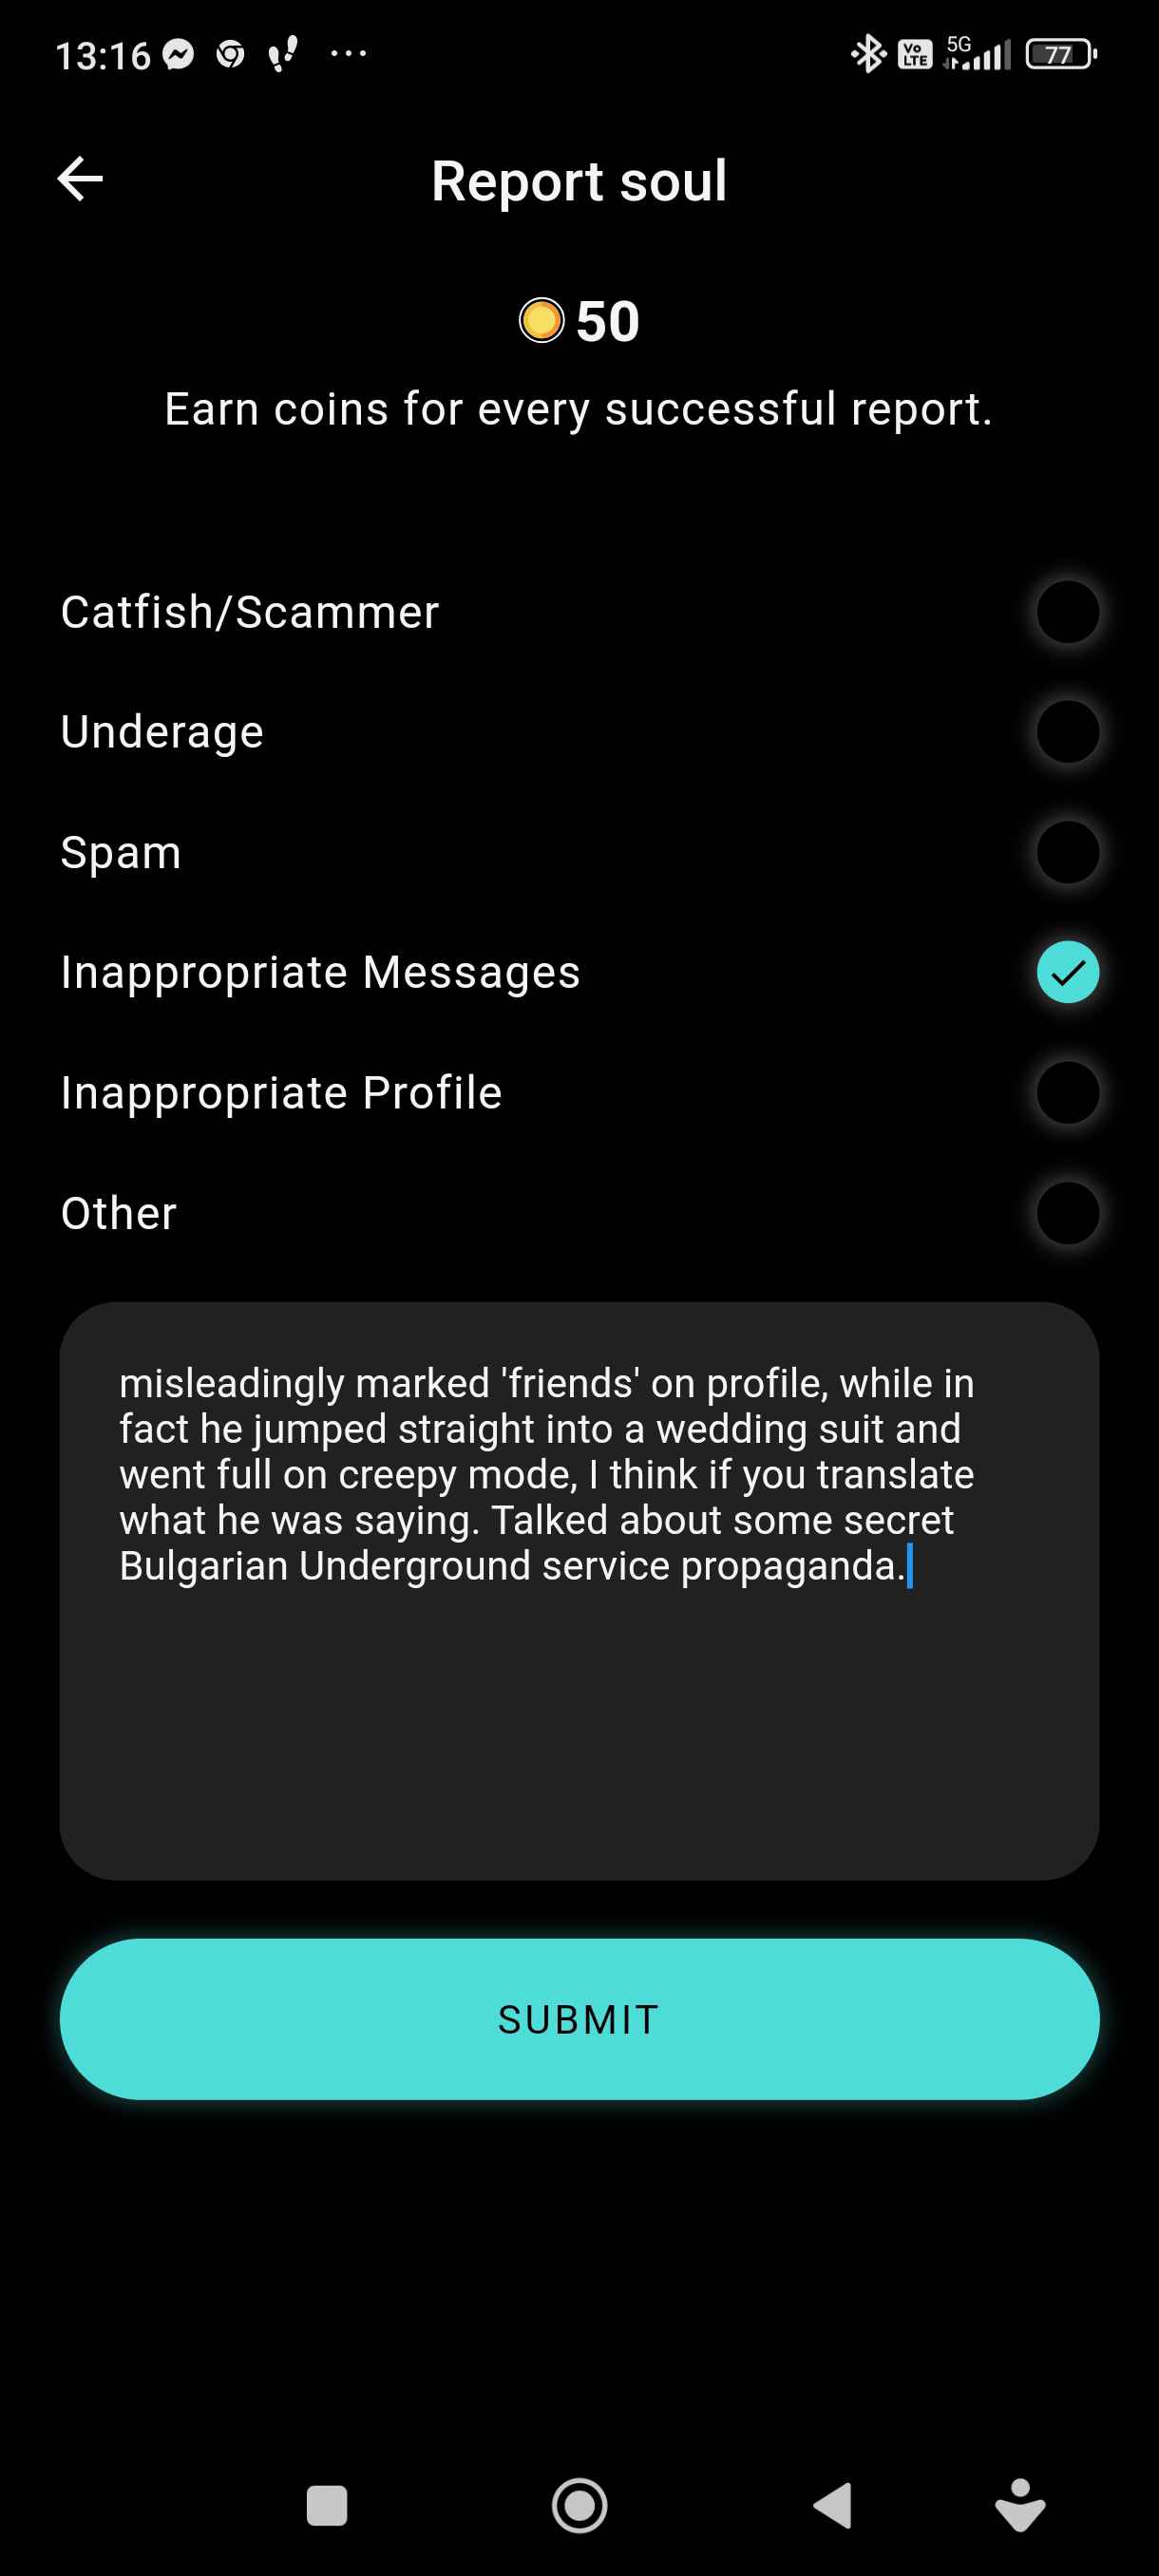 13:16 ... Vo LTE 5G 77
Report soul
50
Earn coins for every successful report.
Catfish/Scammer
Underage
Spam
Inappropriate Messages
Inappropriate Profile
Other
misleadingly marked 'friends' on profile, while in
fact he jumped straight into a wedding suit and
went full on creepy mode, I think if you translate
what he was saying. Talked about some secret
Bulgarian Underground service propaganda.
SUBMIT